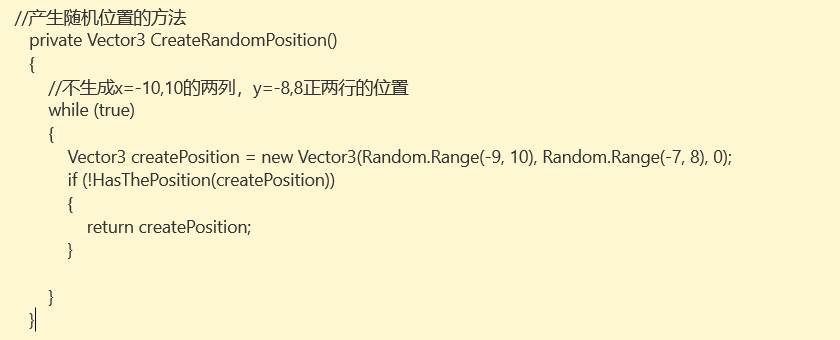 //产生随机位置的方法
private Vector3 CreateRandomPosition()
{
//不生成x=-10,10的两列，y=-8,8正两行的位置
while (true)
{
Vector3 createPosition = new Vector3(Random.Range(-9, 10), Random.Range(-7, 8), 0);
if (!HasThePosition(createPosition))
{
return createPosition;
}
}
}